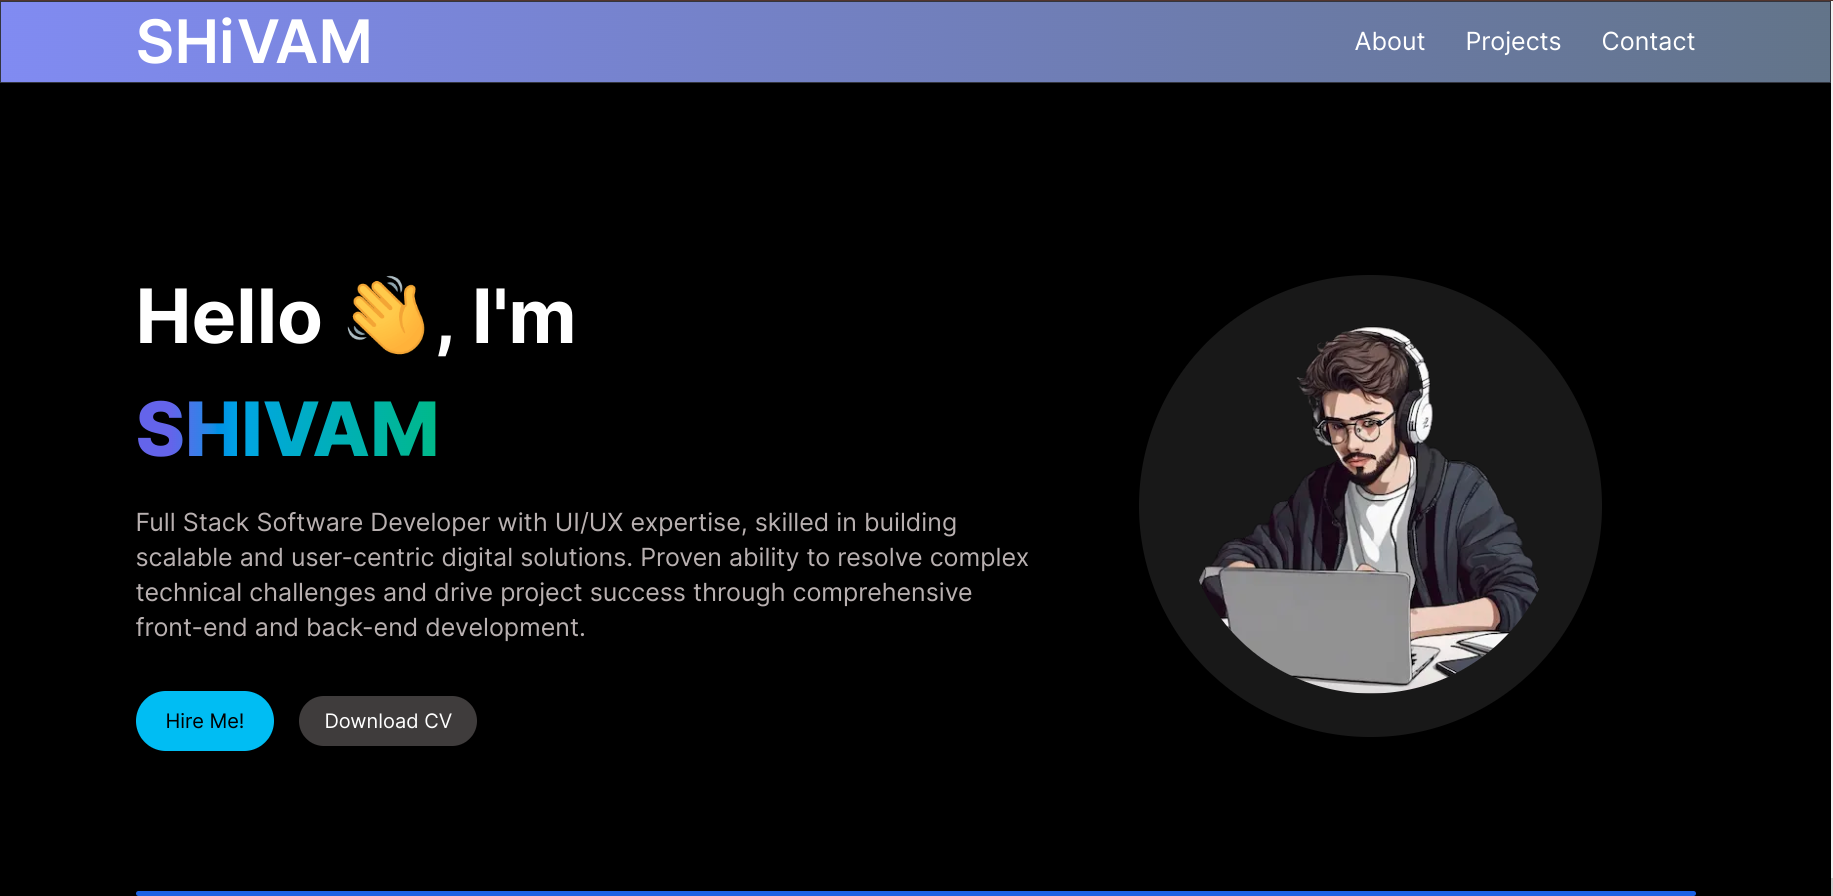 SHiVAM
About Projects Contact
Hello 👋, I'm
SHIVAM
Full Stack Software Developer with UI/UX expertise, skilled in building
scalable and user-centric digital solutions. Proven ability to resolve complex
technical challenges and drive project success through comprehensive
front-end and back-end development.
Hire Me! Download CV